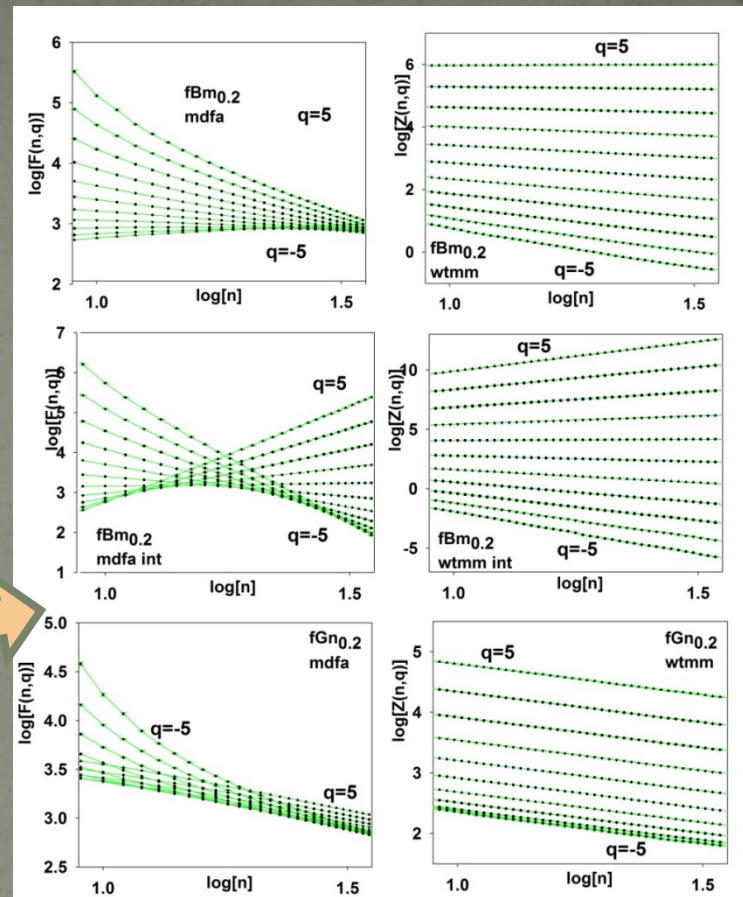 6
5
4
3
2
log[F(n,q)]
fBm0.2
mdfa
q=5
q=-5
1.0
log[n]
1.5
q=5
6
4
2
0
log[Z(n,q)]
fBm0.2
wtmm
q=-5
1.0
log[n]
1.5
7
6
5
4
3
2
1
log[F(n,q)]
q=5
fBm0.2
mdfa int
q=-5
1.0
log[n]
1.5
10
5
0
-5
log[Z(n,q)]
q=5
fBm0.2
wtmm int
q=-5
1.0
log[n]
1.5
5.0
4.5
4.0
3.5
3.0
2.5
log[F(n,q)]
fGn0.2
mdfa
q=-5
q=5
1.0
log[n]
1.5
5
4
3
2
log[Z(n,q)]
fGn0.2
wtmm
q=5
q=-5
1.0
log[n]
1.5